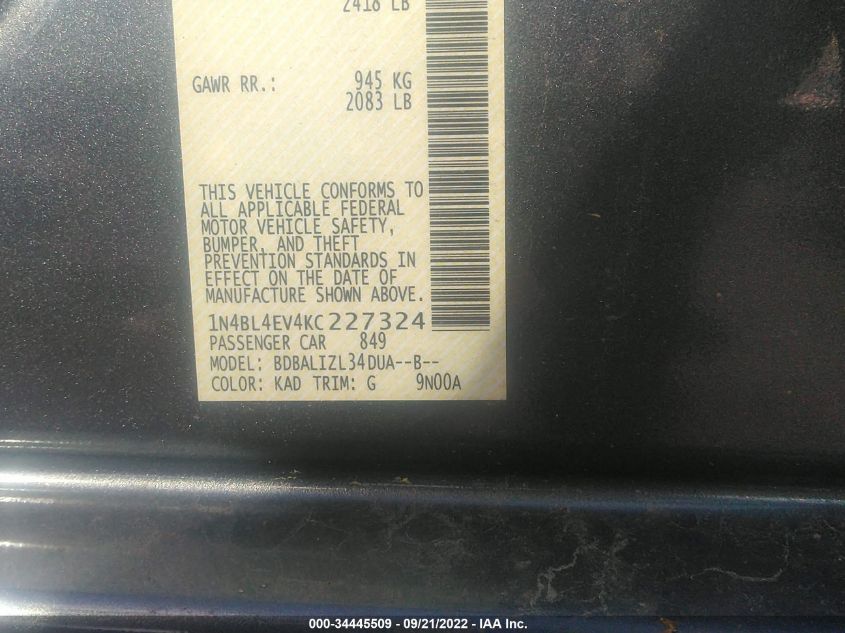 2418 LB
GAWR RR.: 945 KG
2083 LB
THIS VEHICLE CONFORMS TO
ALL APPLICABLE FEDERAL
MOTOR VEHICLE SAFETY,
BUMPER, AND THEFT
PREVENTION STANDARDS IN
EFFECT ON THE DATE OF
MANUFACTURE SHOWN ABOVE.
1N4BL4EV4KC227324
PASSENGER CAR 849
MODEL: BDBALIZL34DUA--B--
COLOR: KAD TRIM: G 9N00A
000-34445509 - 09/21/2022 - IAA Inc.